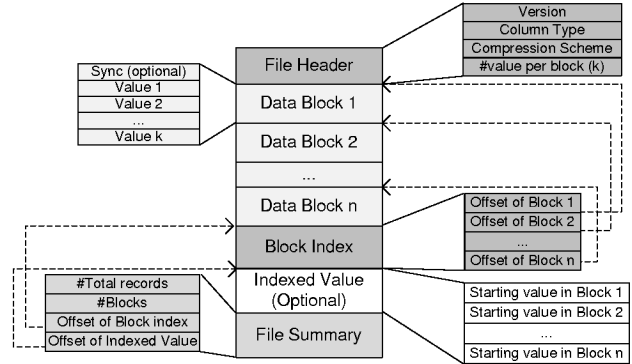 Version
Column Type
Compression Scheme
#value per block (k)
File Header
Sync (optional)
Value 1
Value 2
...
Value k
Data Block 1
Data Block 2
...
Data Block n
Block Index
Offset of Block 1
Offset of Block 2
...
Offset of Block n
Indexed Value
(Optional)
#Total records
#Blocks
Offset of Block index
Offset of Indexed Value
File Summary
Starting value in Block 1
Starting value in Block 2
...
Starting value in Block n